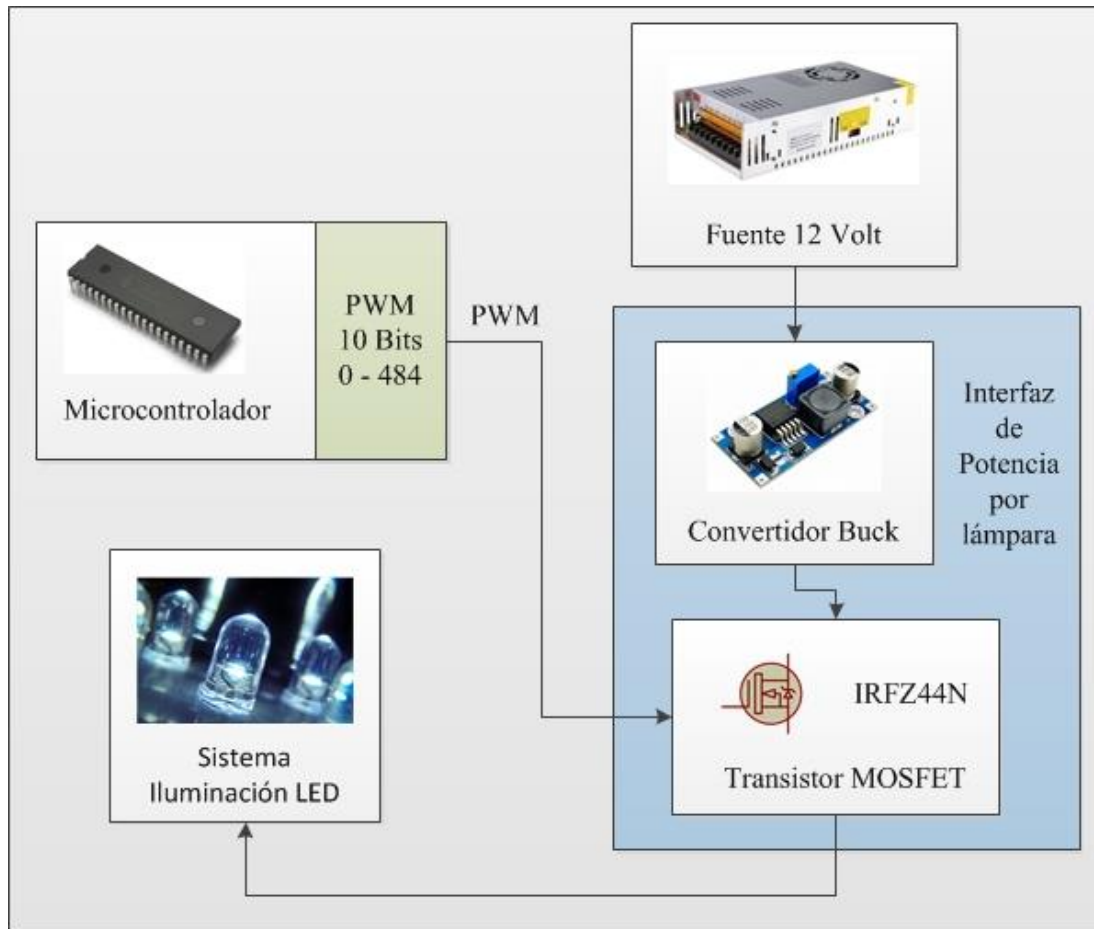 Fuente 12 Volt
Microcontrolador
PWM
10 Bits
0 - 484
PWM
Convertidor Buck
Interfaz
de
Potencia
por
lámpara
IRFZ44N
Transistor MOSFET
Sistema
Iluminación LED